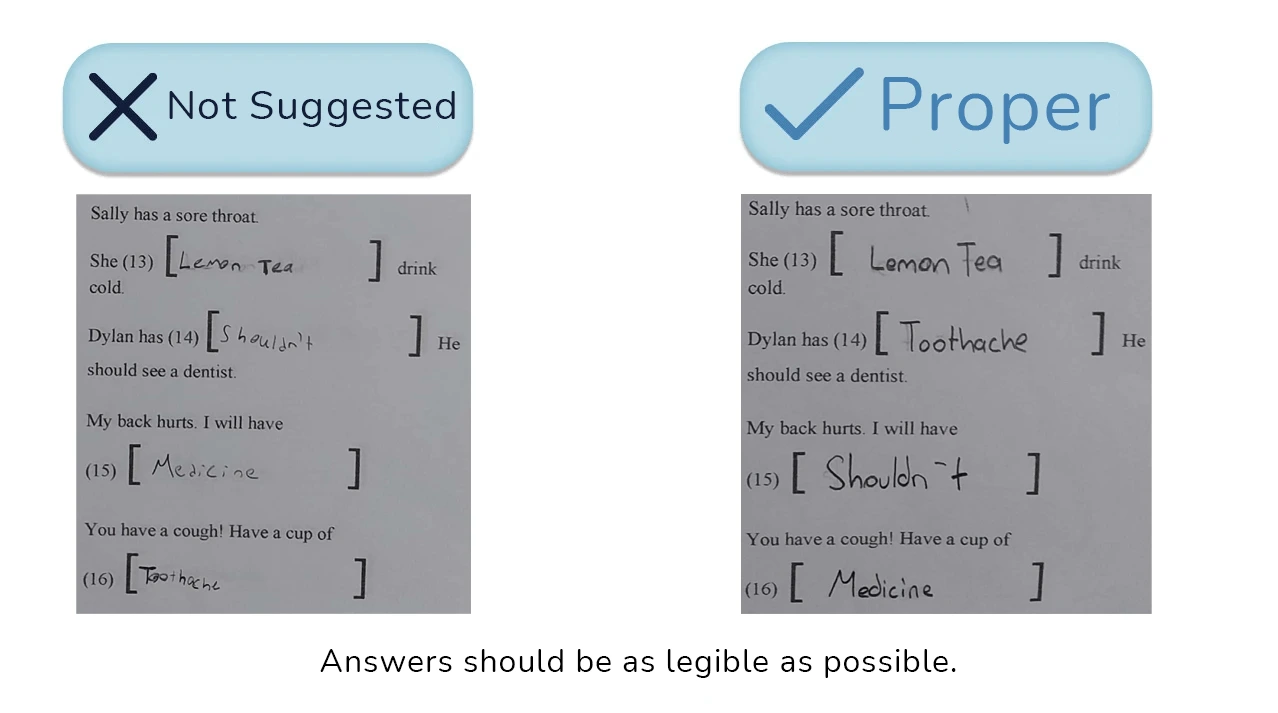 Not Suggested
Sally has a sore throat.
She (13) [Lemon Tea] drink
cold.
Dylan has (14) [Shouldn't] He
should see a dentist.
My back hurts. I will have
(15) [Medicine]
You have a cough! Have a cup of
(16) [Toothache]
Proper
Sally has a sore throat.
She (13) [Lemon Tea] drink
cold.
Dylan has (14) [Toothache] He
should see a dentist.
My back hurts. I will have
(15) [Shouldn't]
You have a cough! Have a cup of
(16) [Medicine]
Answers should be as legible as possible.